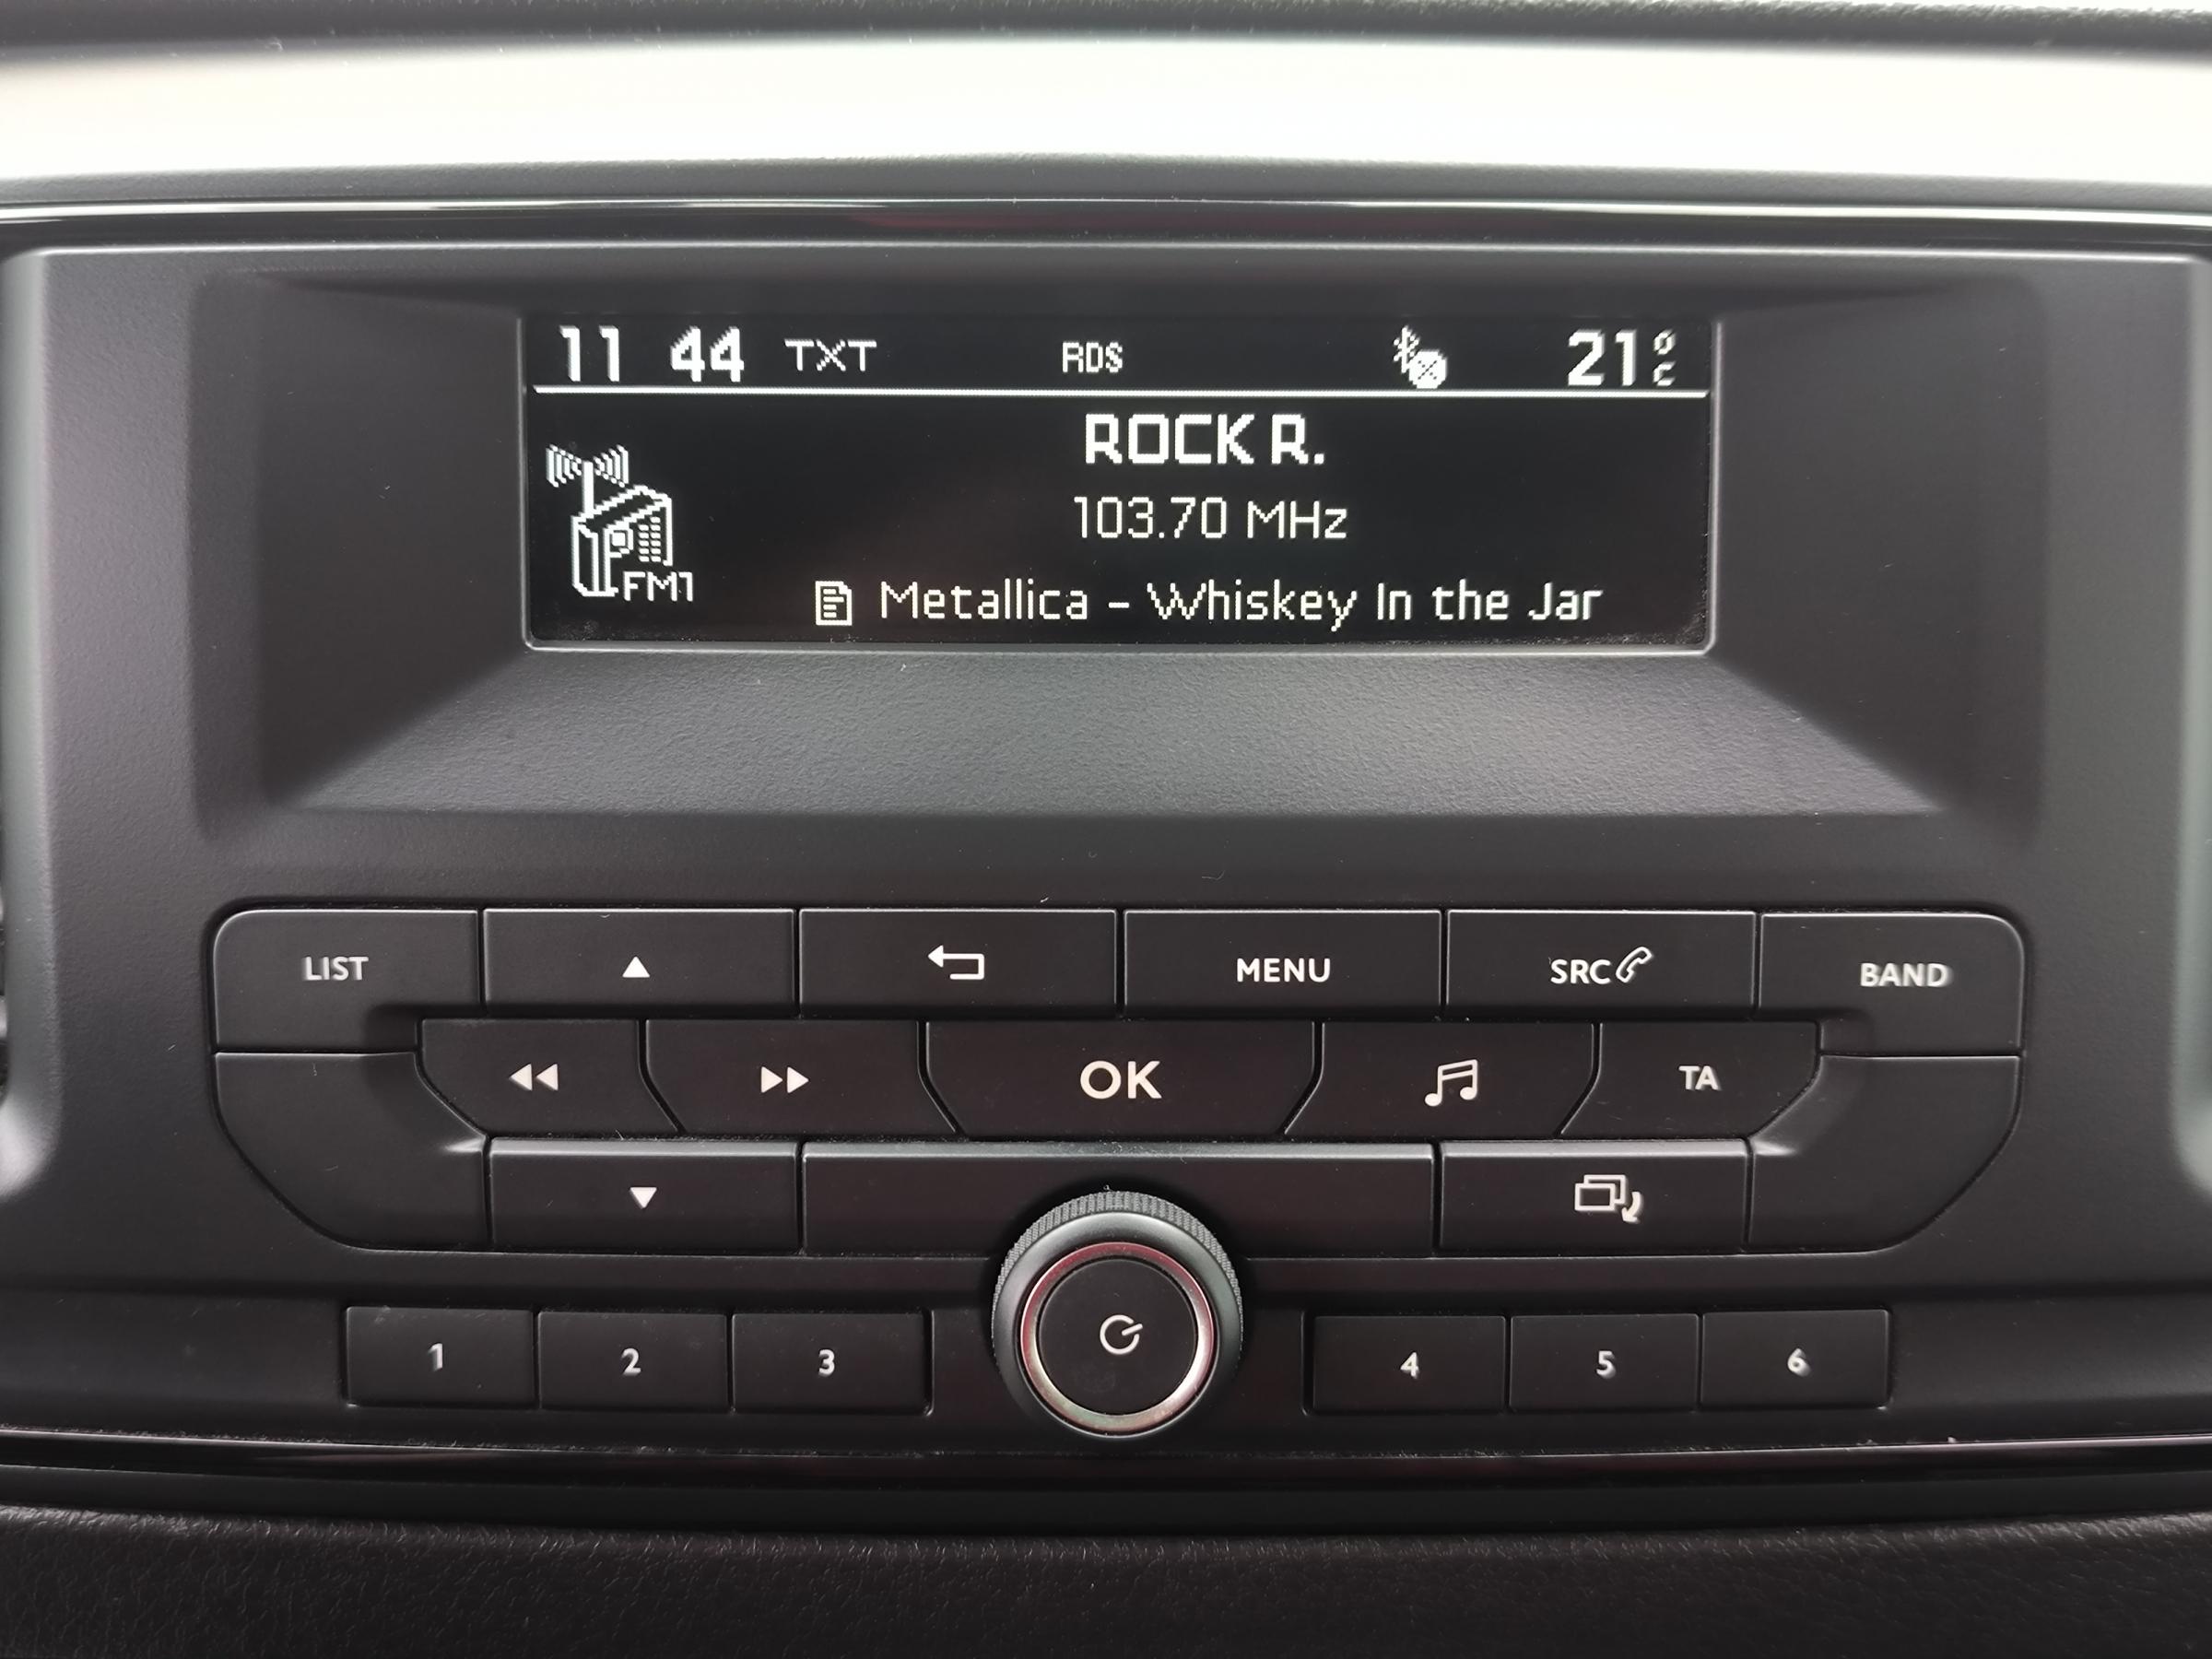 11 44 TXT RDS 21 °C
ROCK R.
103.70 MHz
FM1
Metallica - Whiskey In the Jar
LIST MENU SRC BAND
OK TA
1 2 3 4 5 6